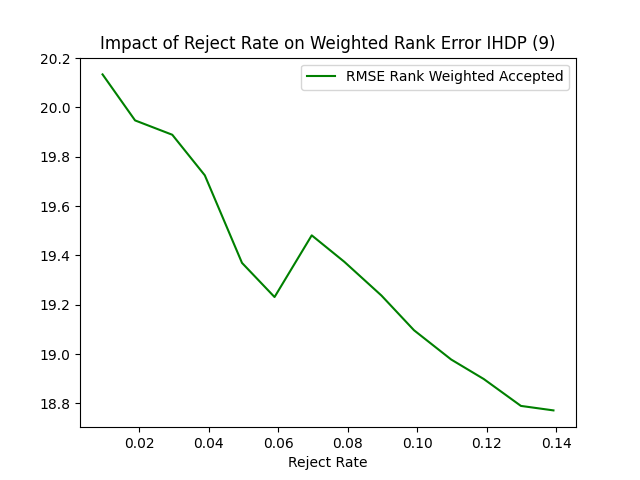 Impact of Reject Rate on Weighted Rank Error IHDP (9)
RMSE Rank Weighted Accepted
20.2
20.0
19.8
19.6
19.4
19.2
19.0
18.8
0.02 0.04 0.06 0.08 0.10 0.12 0.14
Reject Rate